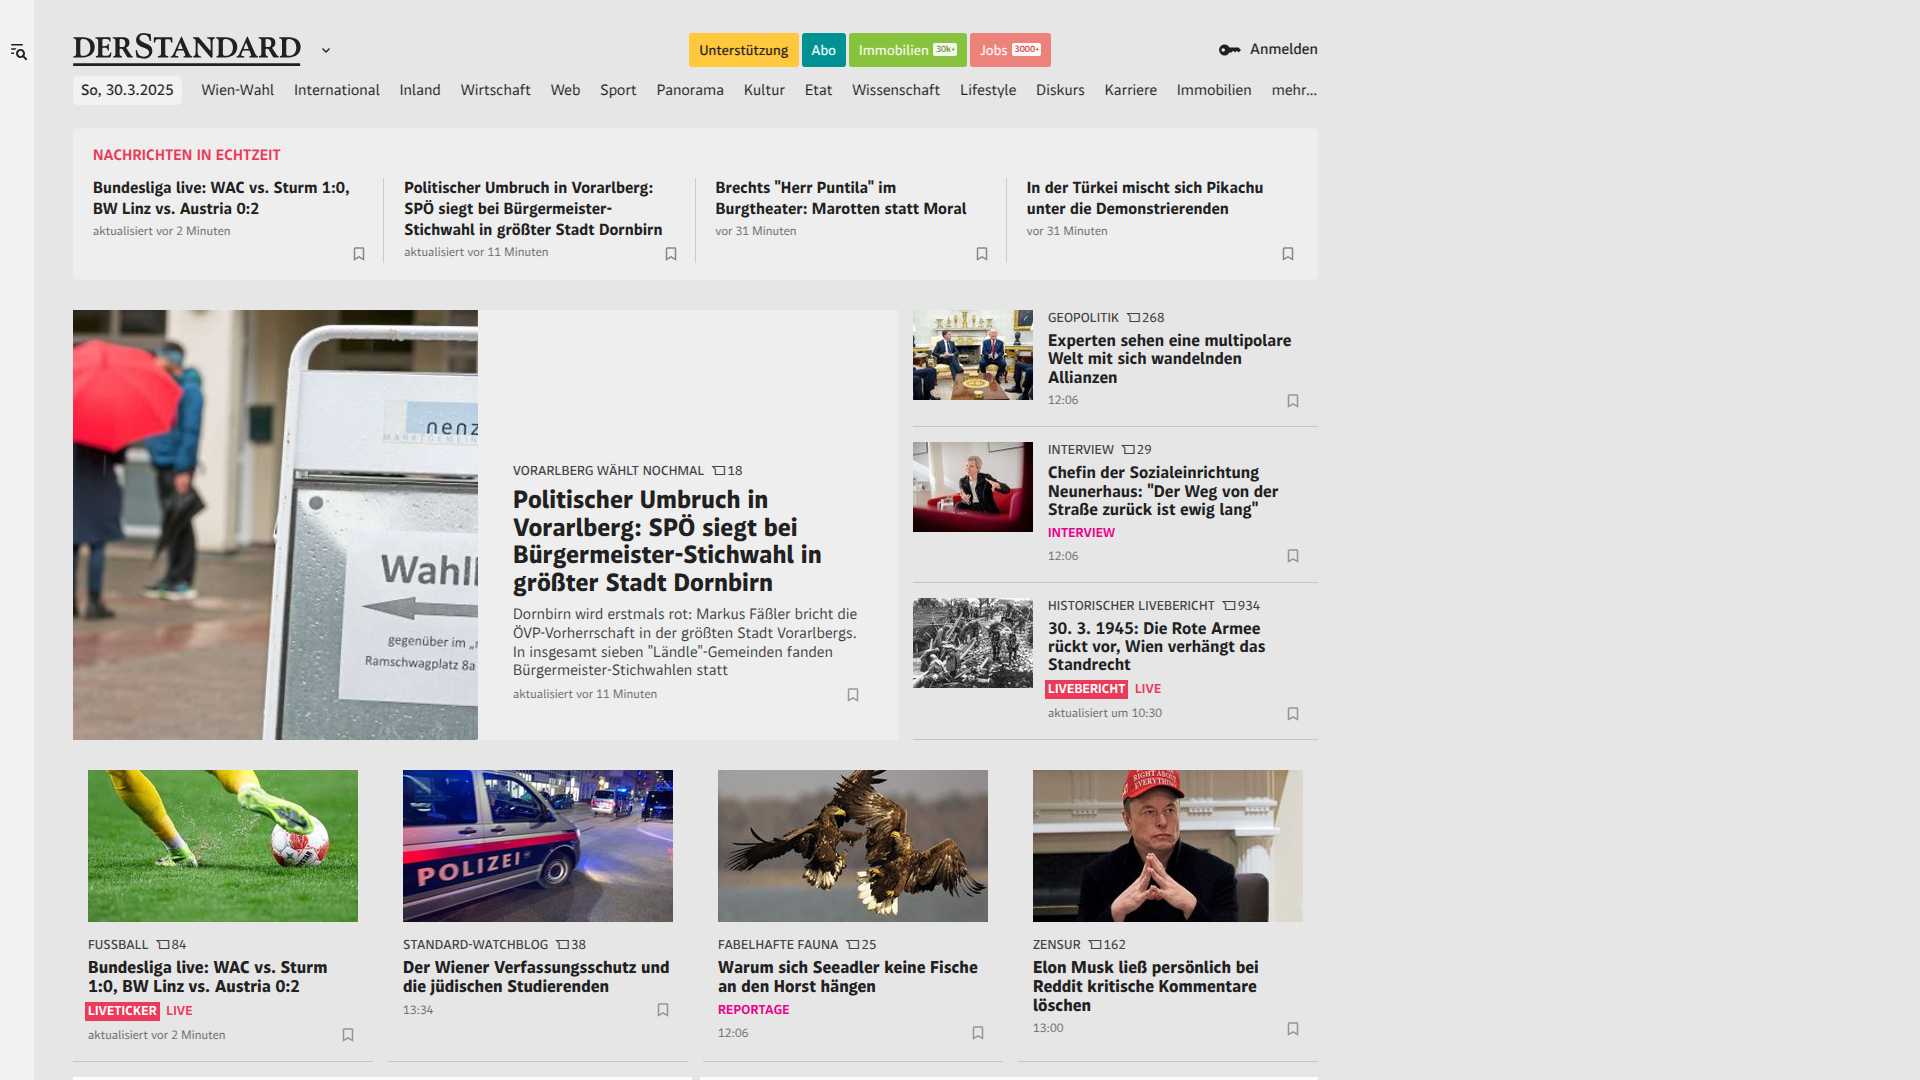 DERSTANDARD
Unterstützung
Abo
Immobilien 30k+
Jobs 3000+
Anmelden
So, 30.3.2025 Wien-Wahl International Inland Wirtschaft Web Sport Panorama Kultur Etat Wissenschaft Lifestyle Diskurs Karriere Immobilien mehr...
NACHRICHTEN IN ECHTZEIT
Bundesliga live: WAC vs. Sturm 1:0,
BW Linz vs. Austria 0:2
aktualisiert vor 2 Minuten
Politischer Umbruch in Vorarlberg:
SPÖ siegt bei Bürgermeister-
Stichwahl in größter Stadt Dornbirn
aktualisiert vor 11 Minuten
Brechts "Herr Puntila" im
Burgtheater: Marotten statt Moral
vor 31 Minuten
In der Türkei mischt sich Pikachu
unter die Demonstrierenden
vor 31 Minuten
nenz
MARKTGEMEIN
Wahll
gegenüber im „
Ramschwagplatz 8a
VORARLBERG WÄHLT NOCHMAL 18
Politischer Umbruch in
Vorarlberg: SPÖ siegt bei
Bürgermeister-Stichwahl in
größter Stadt Dornbirn
Dornbirn wird erstmals rot: Markus Fäßler bricht die
ÖVP-Vorherrschaft in der größten Stadt Vorarlbergs.
In insgesamt sieben "Ländle"-Gemeinden fanden
Bürgermeister-Stichwahlen statt
aktualisiert vor 11 Minuten
GEOPOLITIK 268
Experten sehen eine multipolare
Welt mit sich wandelnden
Allianzen
12:06
INTERVIEW 29
Chefin der Sozialeinrichtung
Neunerhaus: "Der Weg von der
Straße zurück ist ewig lang"
INTERVIEW
12:06
HISTORISCHER LIVEBERICHT 934
30. 3. 1945: Die Rote Armee
rückt vor, Wien verhängt das
Standrecht
LIVEBERICHT LIVE
aktualisiert um 10:30
FUSSBALL 84
Bundesliga live: WAC vs. Sturm
1:0, BW Linz vs. Austria 0:2
LIVETICKER LIVE
aktualisiert vor 2 Minuten
POLIZEI
STANDARD-WATCHBLOG 38
Der Wiener Verfassungsschutz und
die jüdischen Studierenden
13:34
FABELHAFTE FAUNA 25
Warum sich Seeadler keine Fische
an den Horst hängen
REPORTAGE
12:06
RIGHT ABOUT
EVERYTHING
ZENSUR 162
Elon Musk ließ persönlich bei
Reddit kritische Kommentare
löschen
13:00